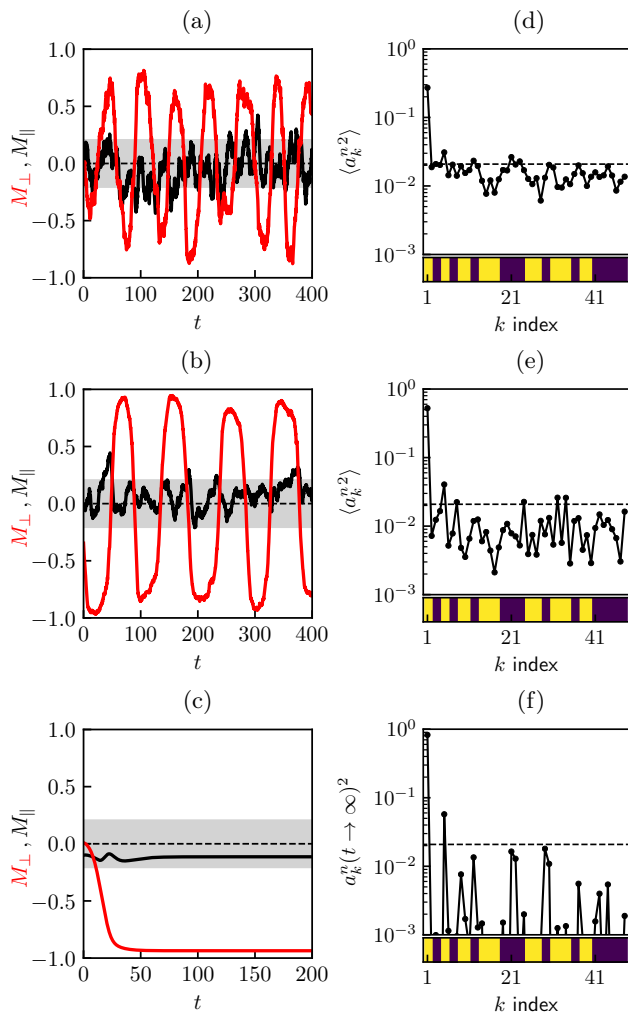 (a)
1.0
0.5
0.0
−0.5
−1.0
M⊥, M∥
0 100 200 300 400
t
(d)
10⁰
10⁻¹
10⁻²
10⁻³
⟨aₖⁿ ²⟩
1 21 41
k index
(b)
1.0
0.5
0.0
−0.5
−1.0
M⊥, M∥
0 100 200 300 400
t
(e)
10⁰
10⁻¹
10⁻²
10⁻³
⟨aₖⁿ ²⟩
1 21 41
k index
(c)
1.0
0.5
0.0
−0.5
−1.0
M⊥, M∥
0 50 100 150 200
t
(f)
10⁰
10⁻¹
10⁻²
10⁻³
aₖⁿ(t → ∞)²
1 21 41
k index